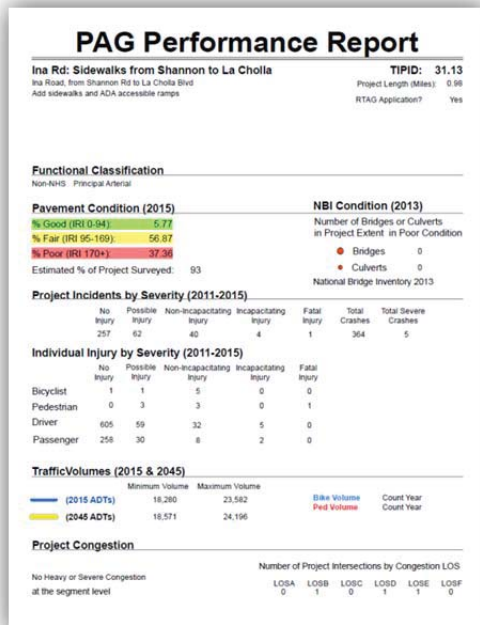 PAG Performance Report
Ina Rd: Sidewalks from Shannon to La Cholla TIPID: 31.13
Ina Road, from Shannon Rd to La Cholla Blvd Project Length (Miles): 0.98
Add sidewalks and ADA accessible ramps RTAG Application? Yes
Functional Classification
Non-NHS Principal Arterial
Pavement Condition (2015) NBI Condition (2013)
% Good (IRI 0-94): 5.77 Number of Bridges or Culverts
% Fair (IRI 95-169): 56.87 in Project Extent in Poor Condition
% Poor (IRI 170+): 37.36 Bridges 0
Estimated % of Project Surveyed: 93 Culverts 0
National Bridge Inventory 2013
Project Incidents by Severity (2011-2015)
No Injury Possible Injury Non-Incapacitating Injury Incapacitating Injury Fatal Injury Total Crashes Total Severe Crashes
257 62 40 4 1 364 5
Individual Injury by Severity (2011-2015)
No Injury Possible Injury Non-Incapacitating Injury Incapacitating Injury Fatal Injury
Bicyclist 1 1 5 0 0
Pedestrian 0 3 3 0 1
Driver 605 59 32 5 0
Passenger 258 30 8 2 0
TrafficVolumes (2015 & 2045)
Minimum Volume Maximum Volume
(2015 ADTs) 18,280 23,582 Bike Volume Count Year
(2045 ADTs) 18,571 24,196 Ped Volume Count Year
Project Congestion
Number of Project Intersections by Congestion LOS
No Heavy or Severe Congestion LOSA LOSB LOSC LOSD LOSE LOSF
at the segment level 0 1 0 1 1 0